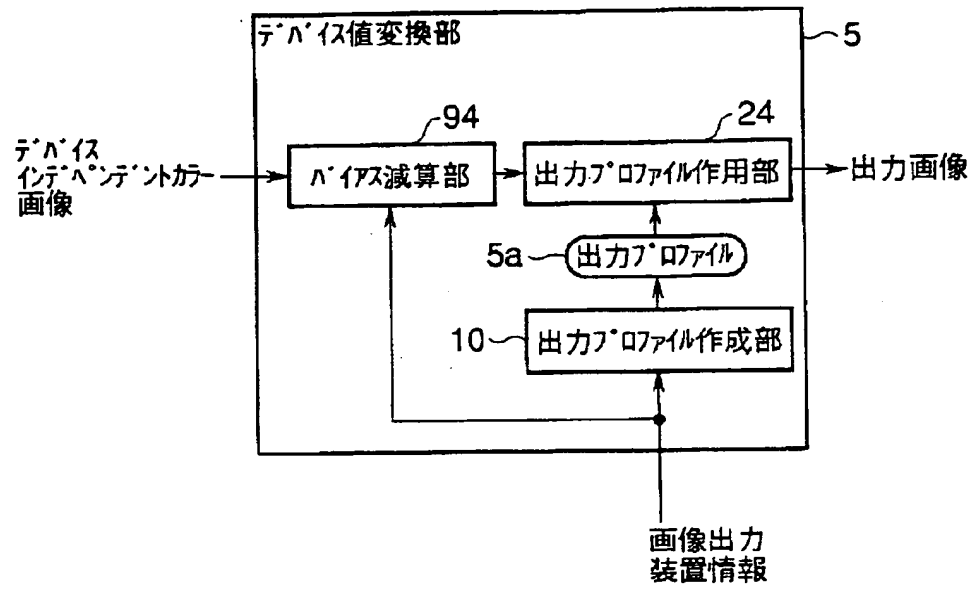 デバイス値変換部
5
94
24
デバイス
インデペンデントカラー
画像
バイアス減算部
出力プロファイル作用部
出力画像
5a
出力プロファイル
10
出力プロファイル作成部
画像出力
装置情報